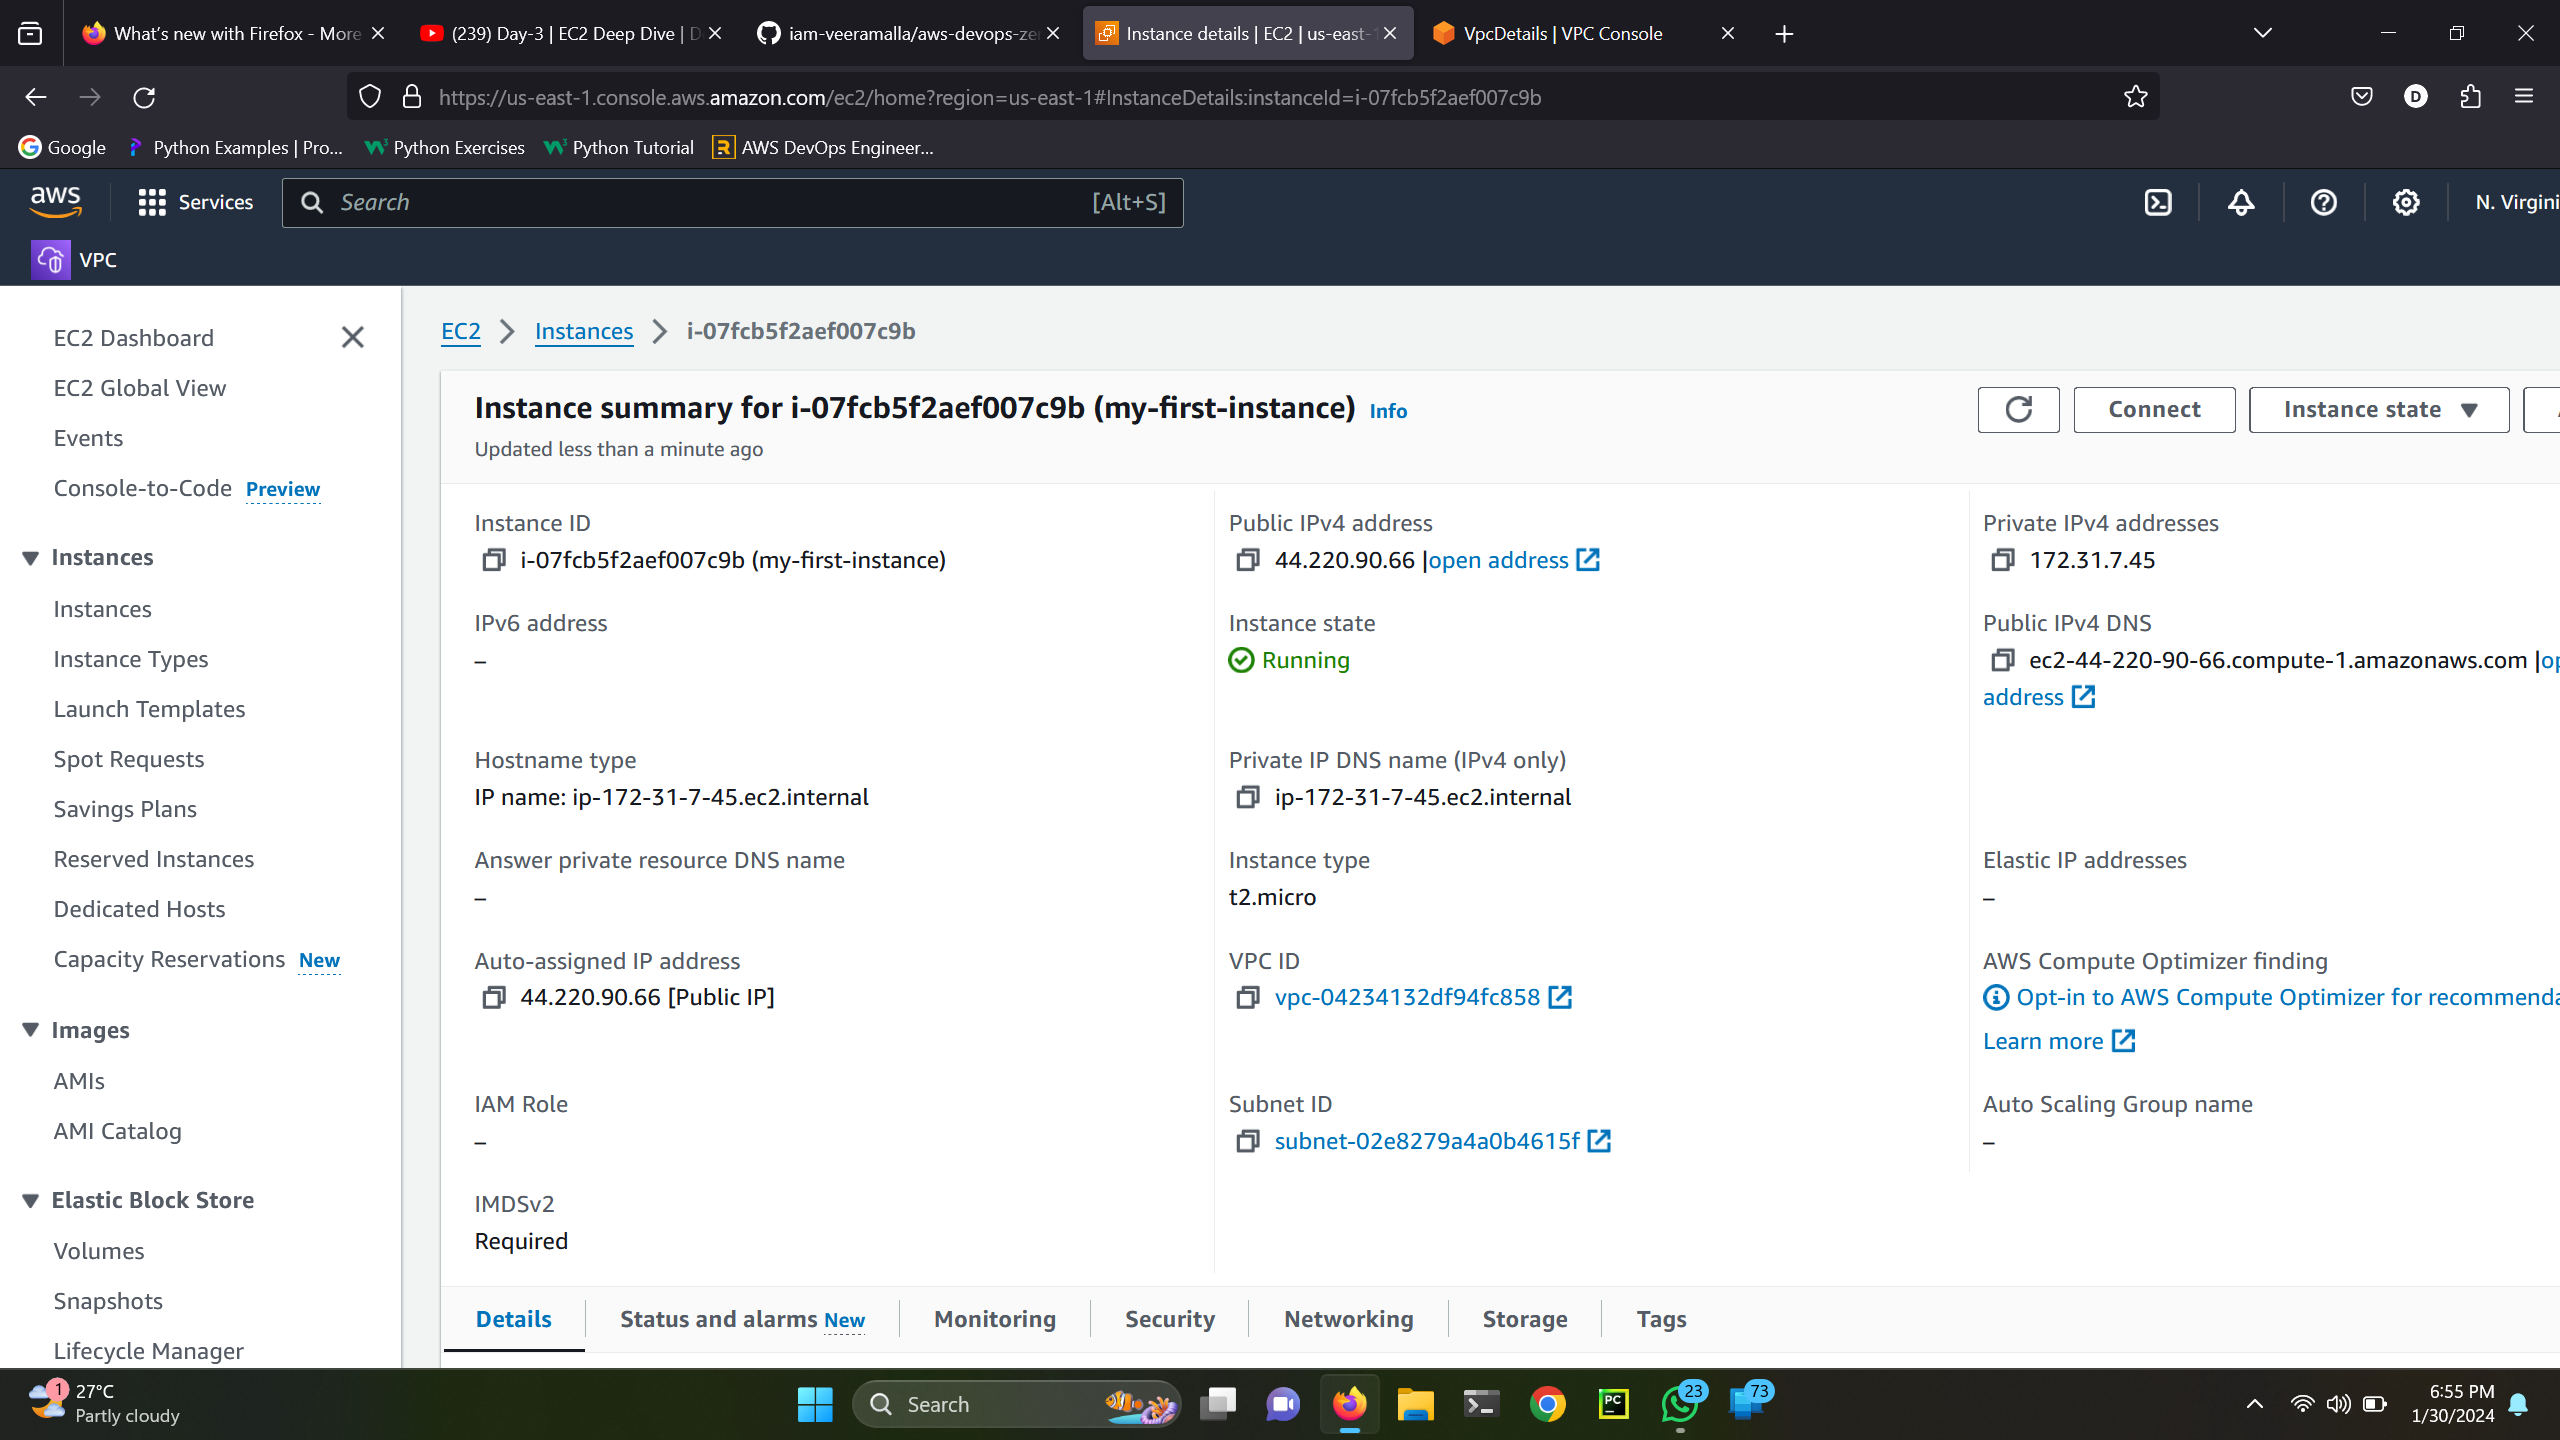 What's new with Firefox - More
(239) Day-3 | EC2 Deep Dive | D
iam-veeramalla/aws-devops-zer
Instance details | EC2 | us-east-1
VpcDetails | VPC Console
https://us-east-1.console.aws.amazon.com/ec2/home?region=us-east-1#InstanceDetails:instanceId=i-07fcb5f2aef007c9b
D
Google
Python Examples | Pro...
Python Exercises
Python Tutorial
AWS DevOps Engineer...
aws
Services
Search
[Alt+S]
N. Virgini
VPC
EC2 Dashboard
EC2 Global View
Events
Console-to-Code Preview
Instances
Instances
Instance Types
Launch Templates
Spot Requests
Savings Plans
Reserved Instances
Dedicated Hosts
Capacity Reservations New
Images
AMIs
AMI Catalog
Elastic Block Store
Volumes
Snapshots
Lifecycle Manager
EC2 > Instances > i-07fcb5f2aef007c9b
Instance summary for i-07fcb5f2aef007c9b (my-first-instance) Info
Updated less than a minute ago
Connect
Instance state
Instance ID
i-07fcb5f2aef007c9b (my-first-instance)
Public IPv4 address
44.220.90.66 |open address
Private IPv4 addresses
172.31.7.45
IPv6 address
–
Instance state
Running
Public IPv4 DNS
ec2-44-220-90-66.compute-1.amazonaws.com |op
address
Hostname type
IP name: ip-172-31-7-45.ec2.internal
Private IP DNS name (IPv4 only)
ip-172-31-7-45.ec2.internal
Answer private resource DNS name
–
Instance type
t2.micro
Elastic IP addresses
–
Auto-assigned IP address
44.220.90.66 [Public IP]
VPC ID
vpc-04234132df94fc858
AWS Compute Optimizer finding
Opt-in to AWS Compute Optimizer for recommenda
Learn more
IAM Role
–
Subnet ID
subnet-02e8279a4a0b4615f
Auto Scaling Group name
–
IMDSv2
Required
Details
Status and alarms New
Monitoring
Security
Networking
Storage
Tags
1
27°C
Partly cloudy
Search
PC
23
73
6:55 PM
1/30/2024